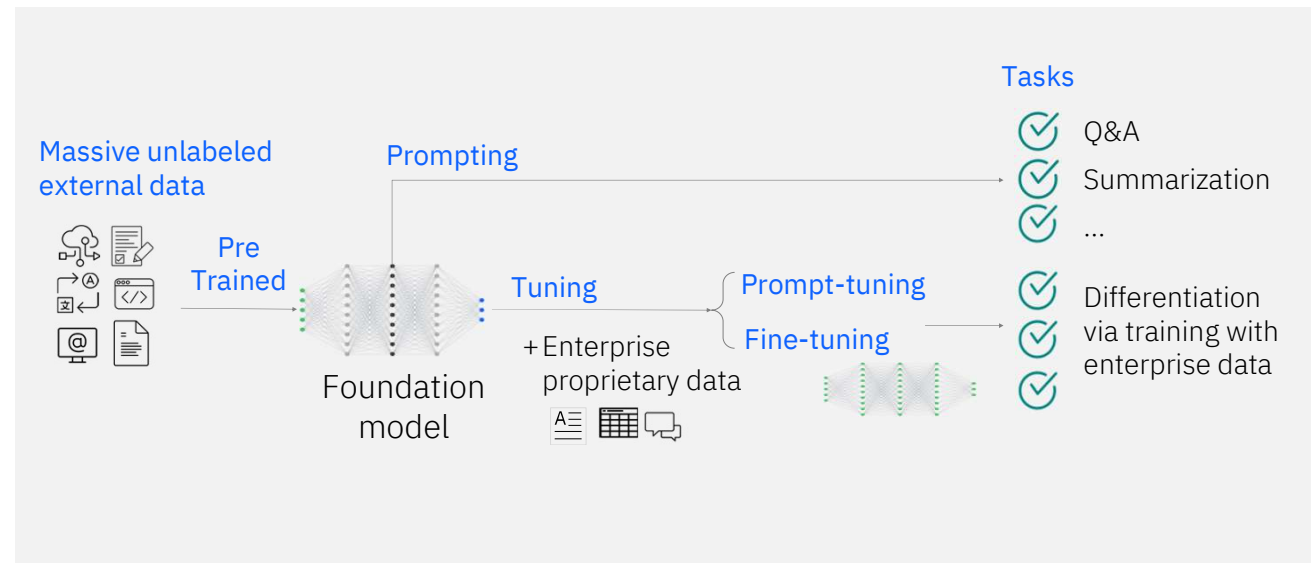 Tasks
Massive unlabeled
external data
Prompting
Q&A
Summarization
...
Pre
Trained
Tuning
Prompt-tuning
Fine-tuning
+Enterprise
proprietary data
Foundation
model
Differentiation
via training with
enterprise data
A
文
</>
@
A